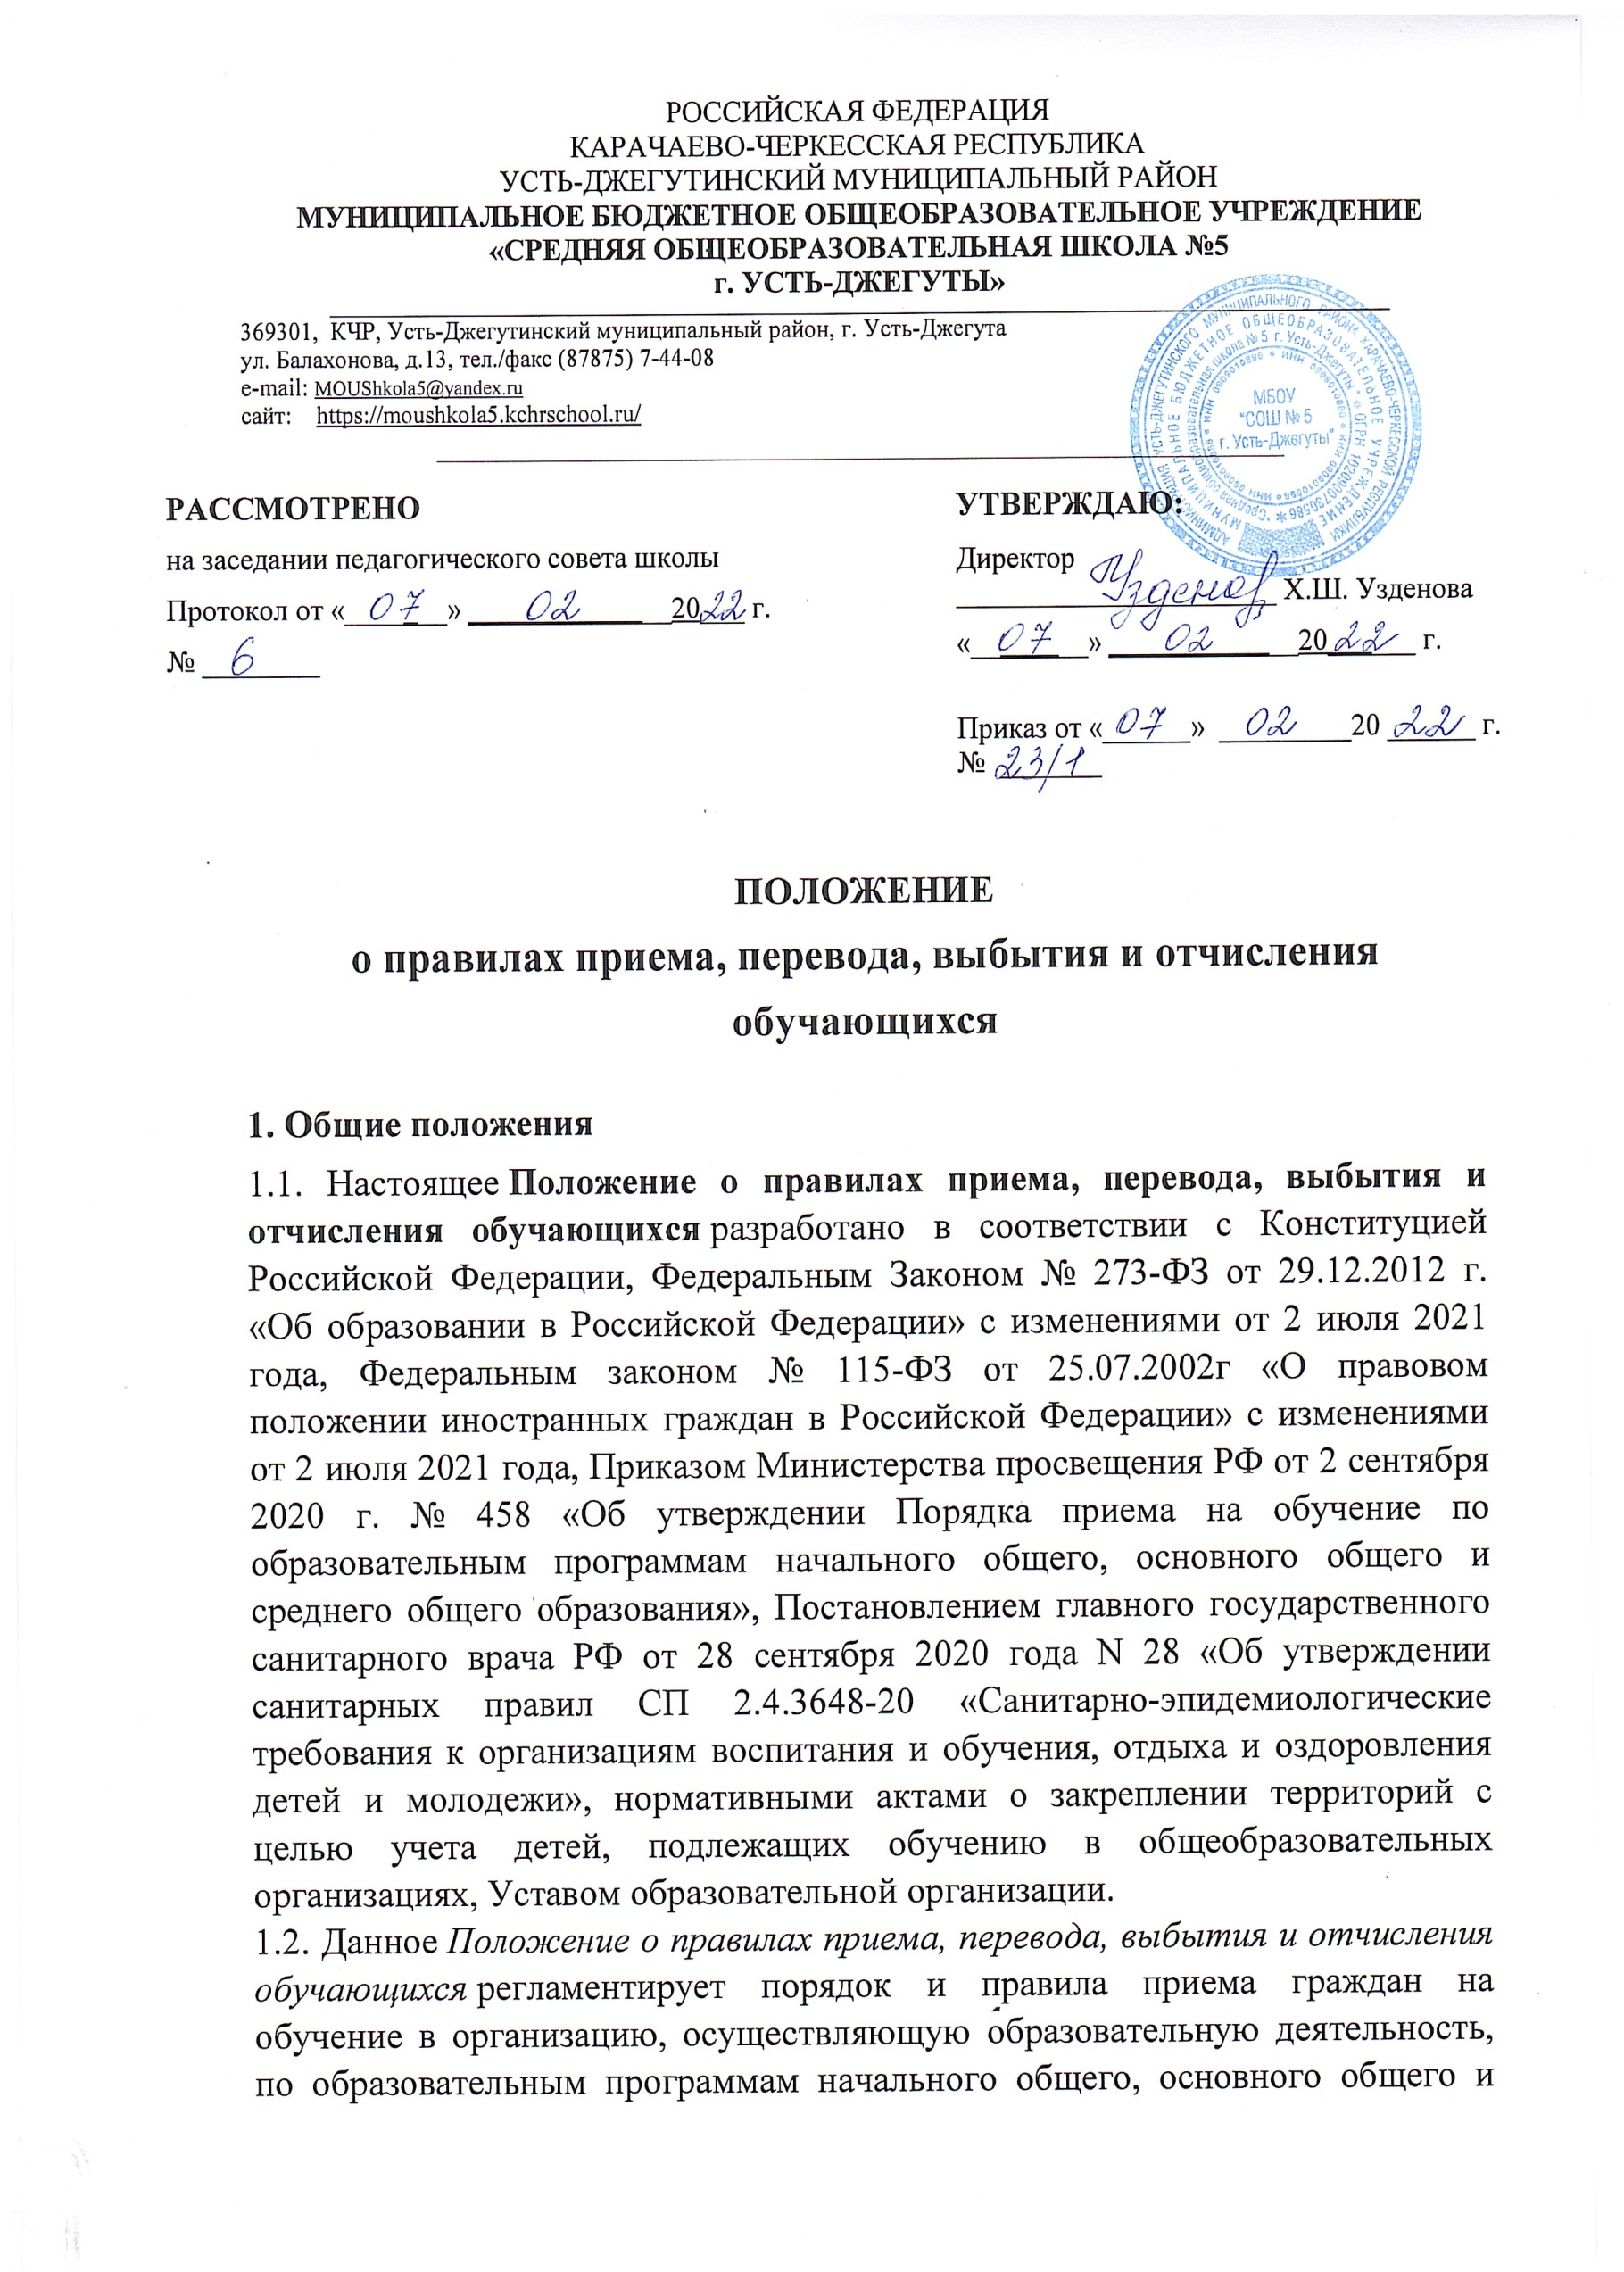 РОССИЙСКАЯ ФЕДЕРАЦИЯ
КАРАЧАЕВО-ЧЕРКЕССКАЯ РЕСПУБЛИКА
УСТЬ-ДЖЕГУТИНСКИЙ МУНИЦИПАЛЬНЫЙ РАЙОН
МУНИЦИПАЛЬНОЕ БЮДЖЕТНОЕ ОБЩЕОБРАЗОВАТЕЛЬНОЕ УЧРЕЖДЕНИЕ
«СРЕДНЯЯ ОБЩЕОБРАЗОВАТЕЛЬНАЯ ШКОЛА №5
г. УСТЬ-ДЖЕГУТЫ»
369301, КЧР, Усть-Джегутинский муниципальный район, г. Усть-Джегута
ул. Балахонова, д.13, тел./факс (87875) 7-44-08
e-mail: MOUShkola5@yandex.ru
сайт: https://moushkola5.kchrschool.ru/
МБОУ
"СОШ № 5
г. Усть-Джегуты"
РАССМОТРЕНО
на заседании педагогического совета школы
Протокол от « 07 » 02 2022 г.
№ 6
УТВЕРЖДАЮ:
Директор
Х.Ш. Узденова
« 07 » 02 2022 г.
Приказ от « 07 » 02 20 22 г.
№ 23/1
ПОЛОЖЕНИЕ
о правилах приема, перевода, выбытия и отчисления
обучающихся
1. Общие положения
1.1. Настоящее Положение о правилах приема, перевода, выбытия и
отчисления обучающихся разработано в соответствии с Конституцией
Российской Федерации, Федеральным Законом № 273-ФЗ от 29.12.2012 г.
«Об образовании в Российской Федерации» с изменениями от 2 июля 2021
года, Федеральным законом № 115-ФЗ от 25.07.2002г «О правовом
положении иностранных граждан в Российской Федерации» с изменениями
от 2 июля 2021 года, Приказом Министерства просвещения РФ от 2 сентября
2020 г. № 458 «Об утверждении Порядка приема на обучение по
образовательным программам начального общего, основного общего и
среднего общего образования», Постановлением главного государственного
санитарного врача РФ от 28 сентября 2020 года N 28 «Об утверждении
санитарных правил СП 2.4.3648-20 «Санитарно-эпидемиологические
требования к организациям воспитания и обучения, отдыха и оздоровления
детей и молодежи», нормативными актами о закреплении территорий с
целью учета детей, подлежащих обучению в общеобразовательных
организациях, Уставом образовательной организации.
1.2. Данное Положение о правилах приема, перевода, выбытия и отчисления
обучающихся регламентирует порядок и правила приема граждан на
обучение в организацию, осуществляющую образовательную деятельность,
по образовательным программам начального общего, основного общего и